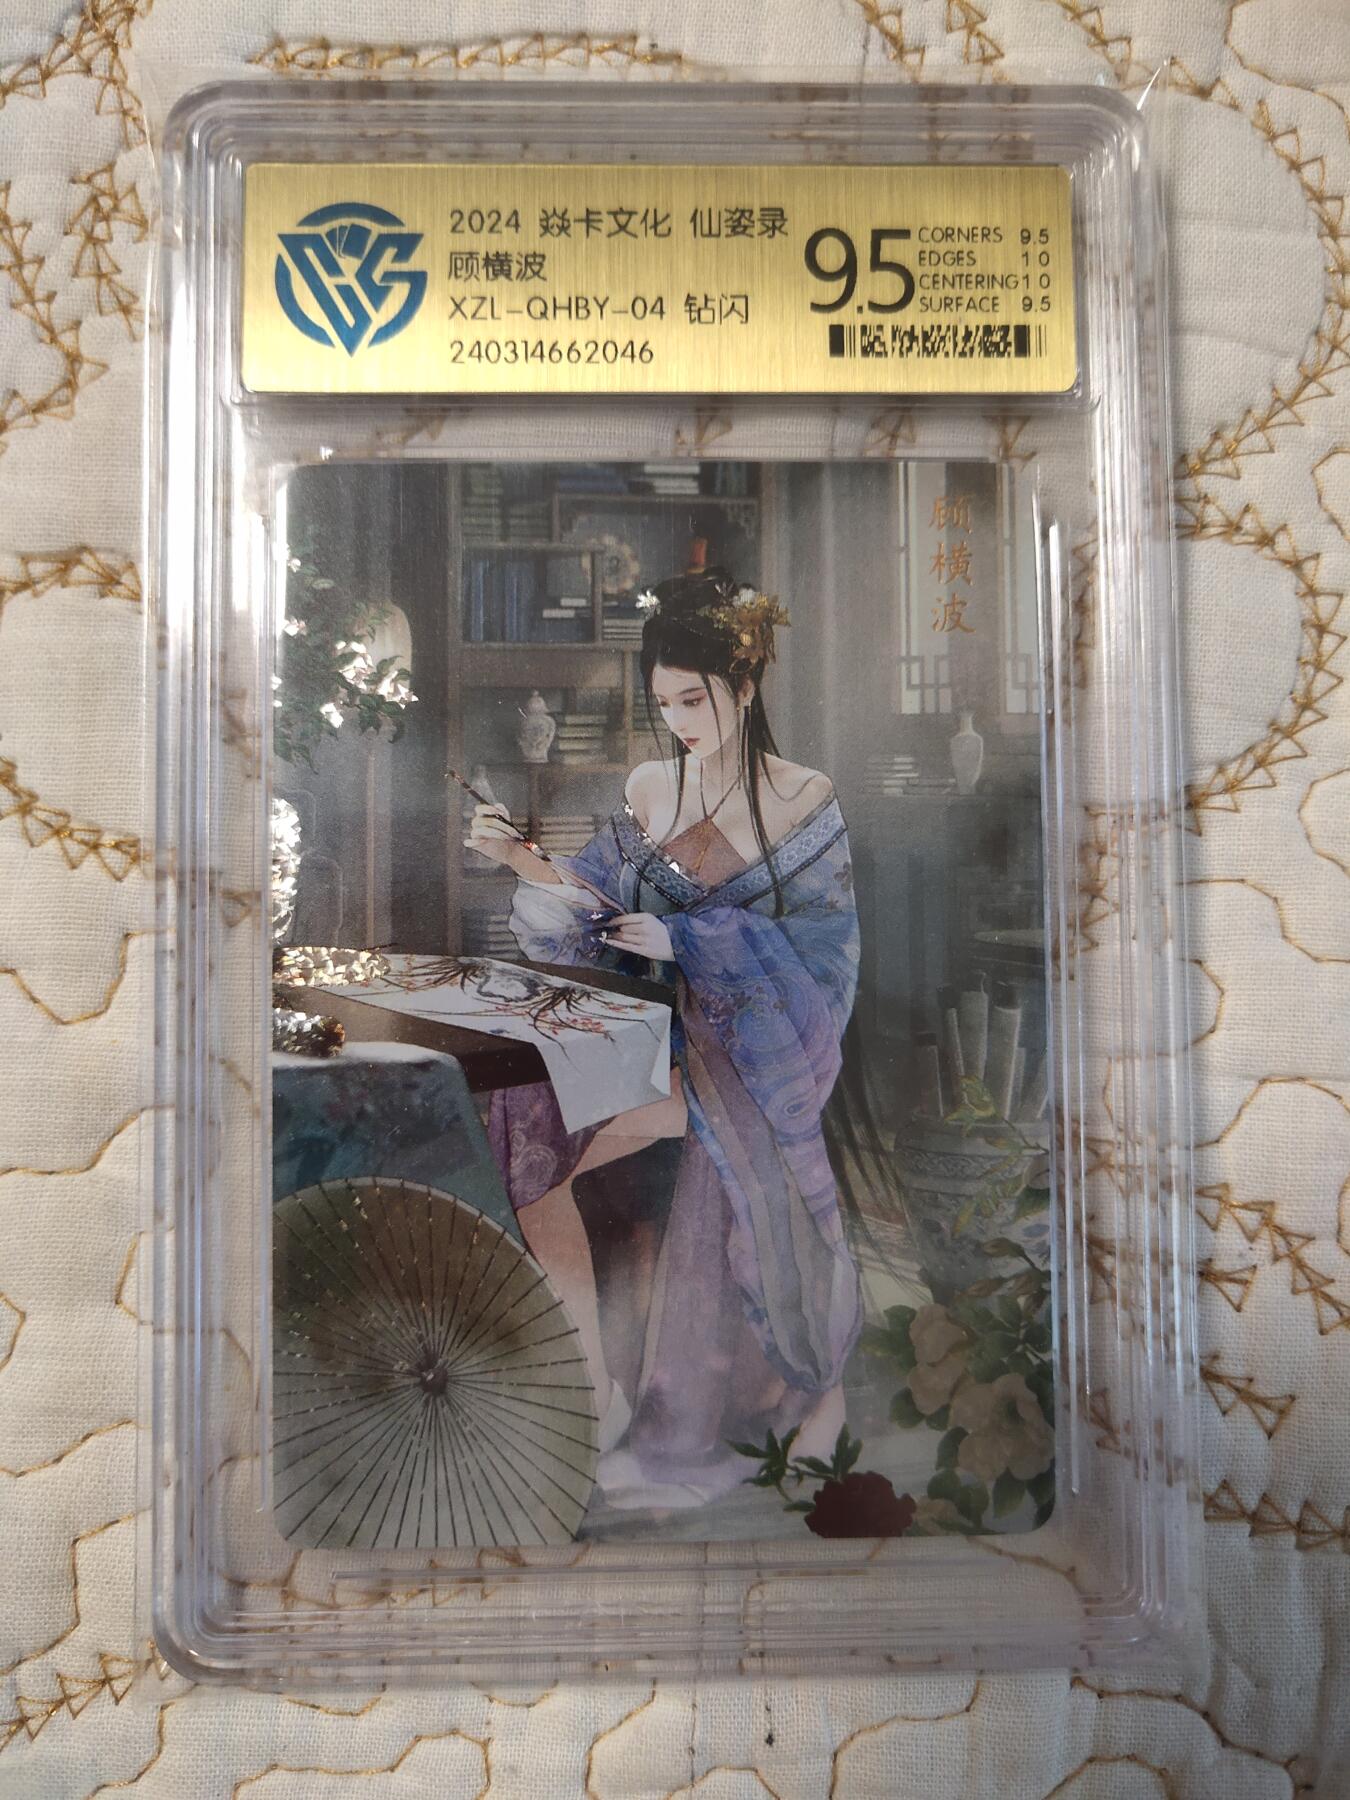 2024 焱卡文化 仙姿录
顾横波
XZL-QHBY-04 钻闪
240314662046
9.5
CORNERS 9.5
EDGES 10
CENTERING 10
SURFACE 9.5
顾横波